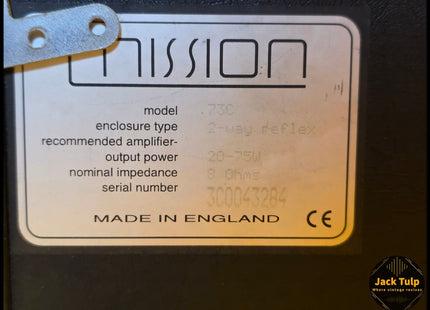 mission
model .73C
enclosure type 2-way reflex
recommended amplifier-
output power 20-75W
nominal impedance 8 Ohms
serial number 3C0043284
MADE IN ENGLAND CE
Jack Tulp
Where vintage revives